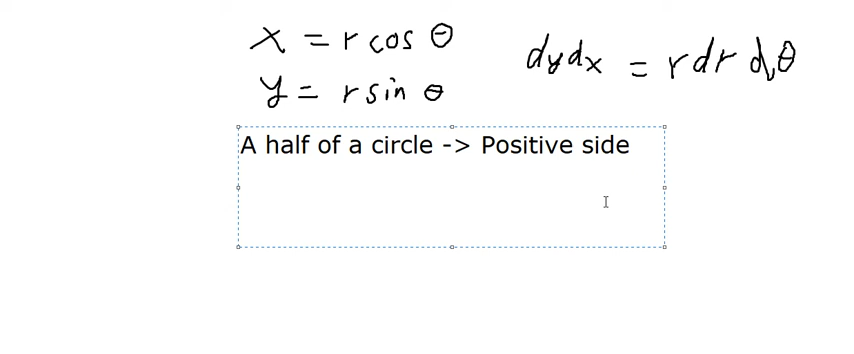 x = r cos θ
y = r sin θ
dydx = r dr dθ
A half of a circle -> Positive side